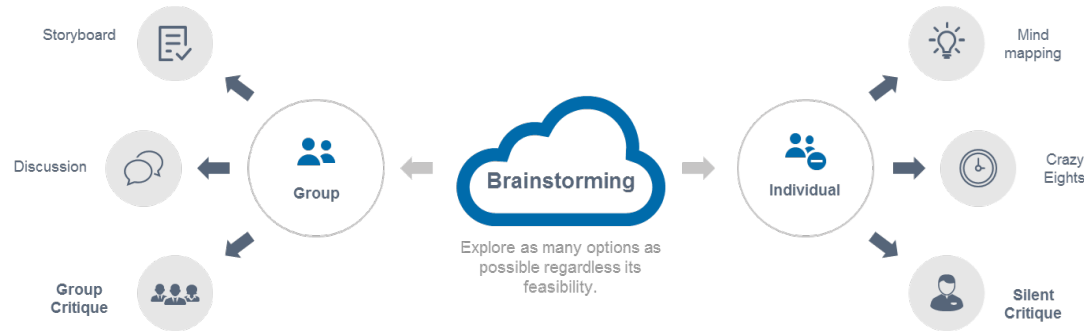 Storyboard
Discussion
Group
Critique
Group
Brainstorming
Explore as many options as
possible regardless its
feasibility.
Individual
Mind
mapping
Crazy
Eights
Silent
Critique